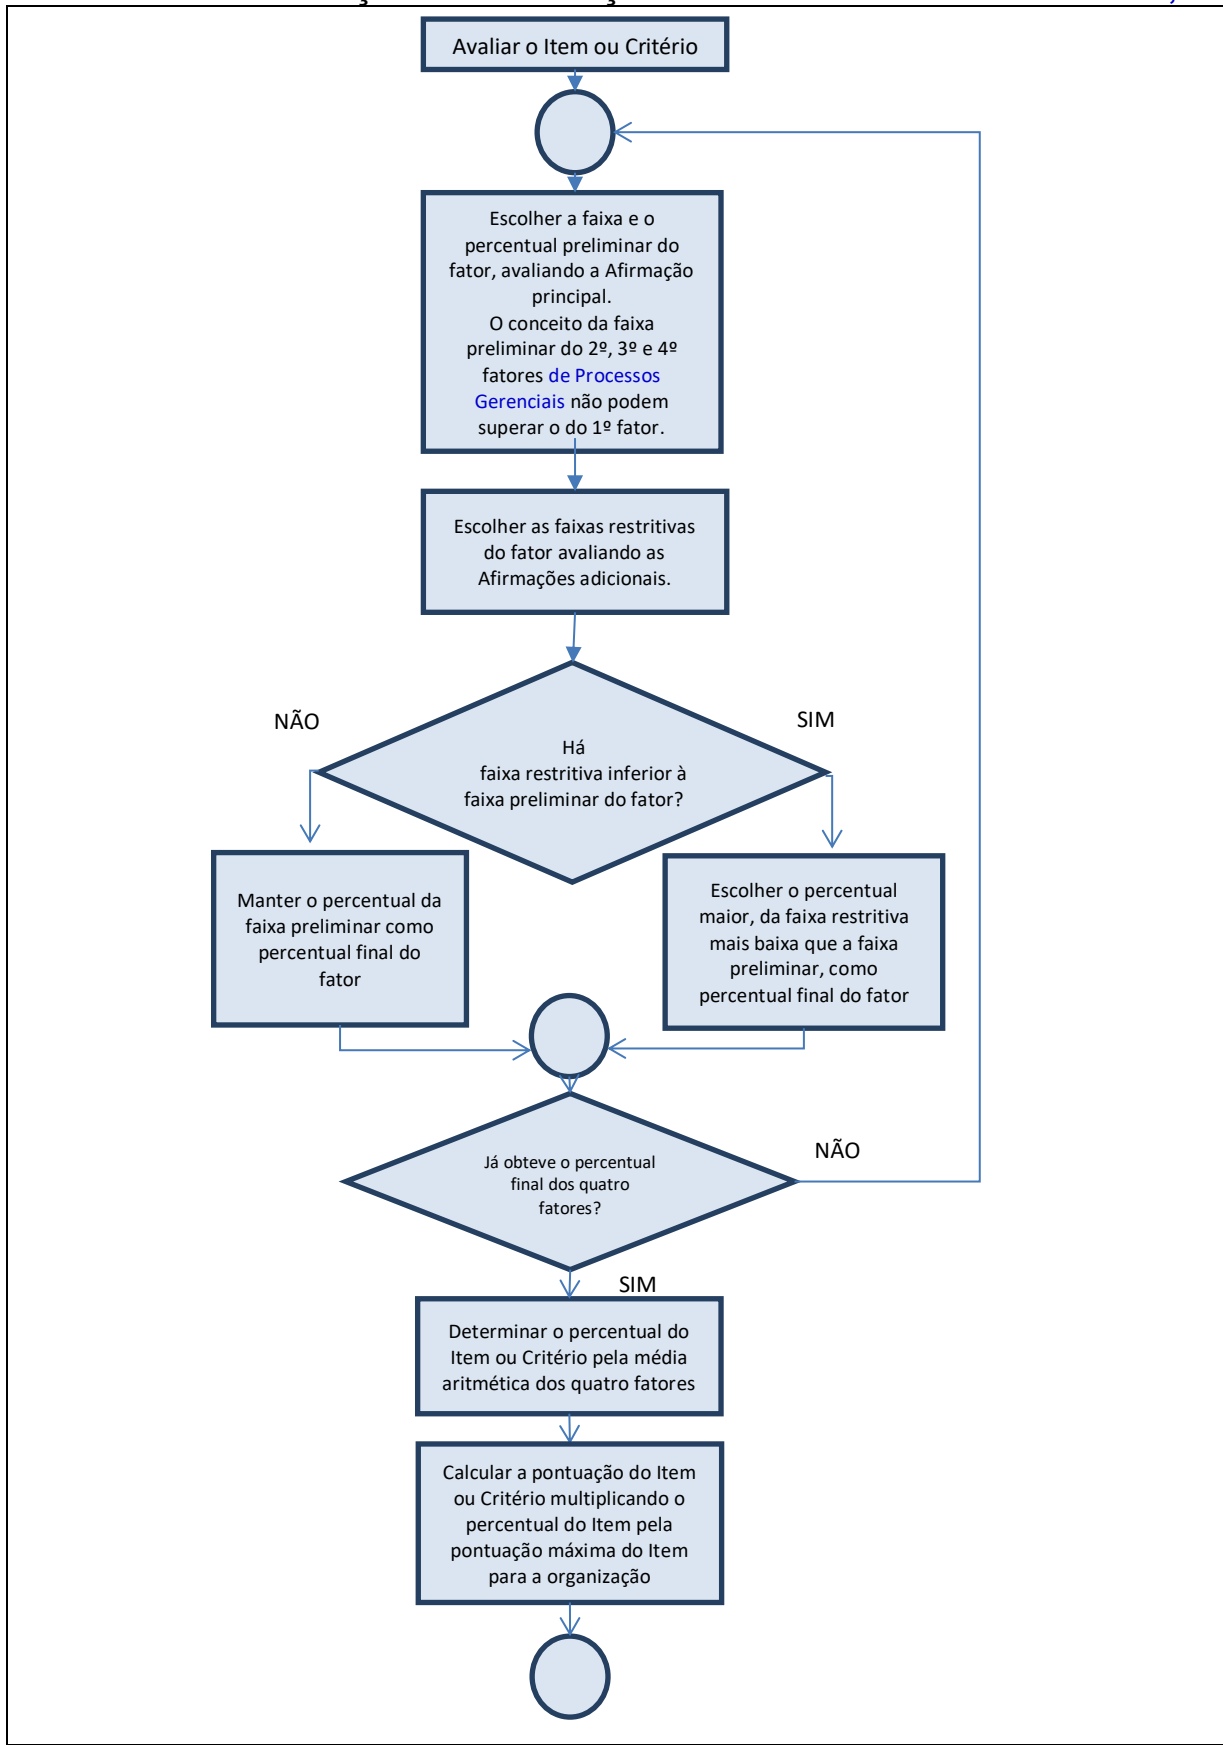 Avaliar o Item ou Critério
Escolher a faixa e o
percentual preliminar do
fator, avaliando a Afirmação
principal.
O conceito da faixa
preliminar do 2º, 3º e 4º
fatores de Processos
Gerenciais não podem
superar o do 1º fator.
Escolher as faixas restritivas
do fator avaliando as
Afirmações adicionais.
NÃO
SIM
Há
faixa restritiva inferior à
faixa preliminar do fator?
Manter o percentual da
faixa preliminar como
percentual final do
fator
Escolher o percentual
maior, da faixa restritiva
mais baixa que a faixa
preliminar, como
percentual final do fator
Já obteve o percentual
final dos quatro
fatores?
NÃO
SIM
Determinar o percentual do
Item ou Critério pela média
aritmética dos quatro fatores
Calcular a pontuação do Item
ou Critério multiplicando o
percentual do Item pela
pontuação máxima do Item
para a organização